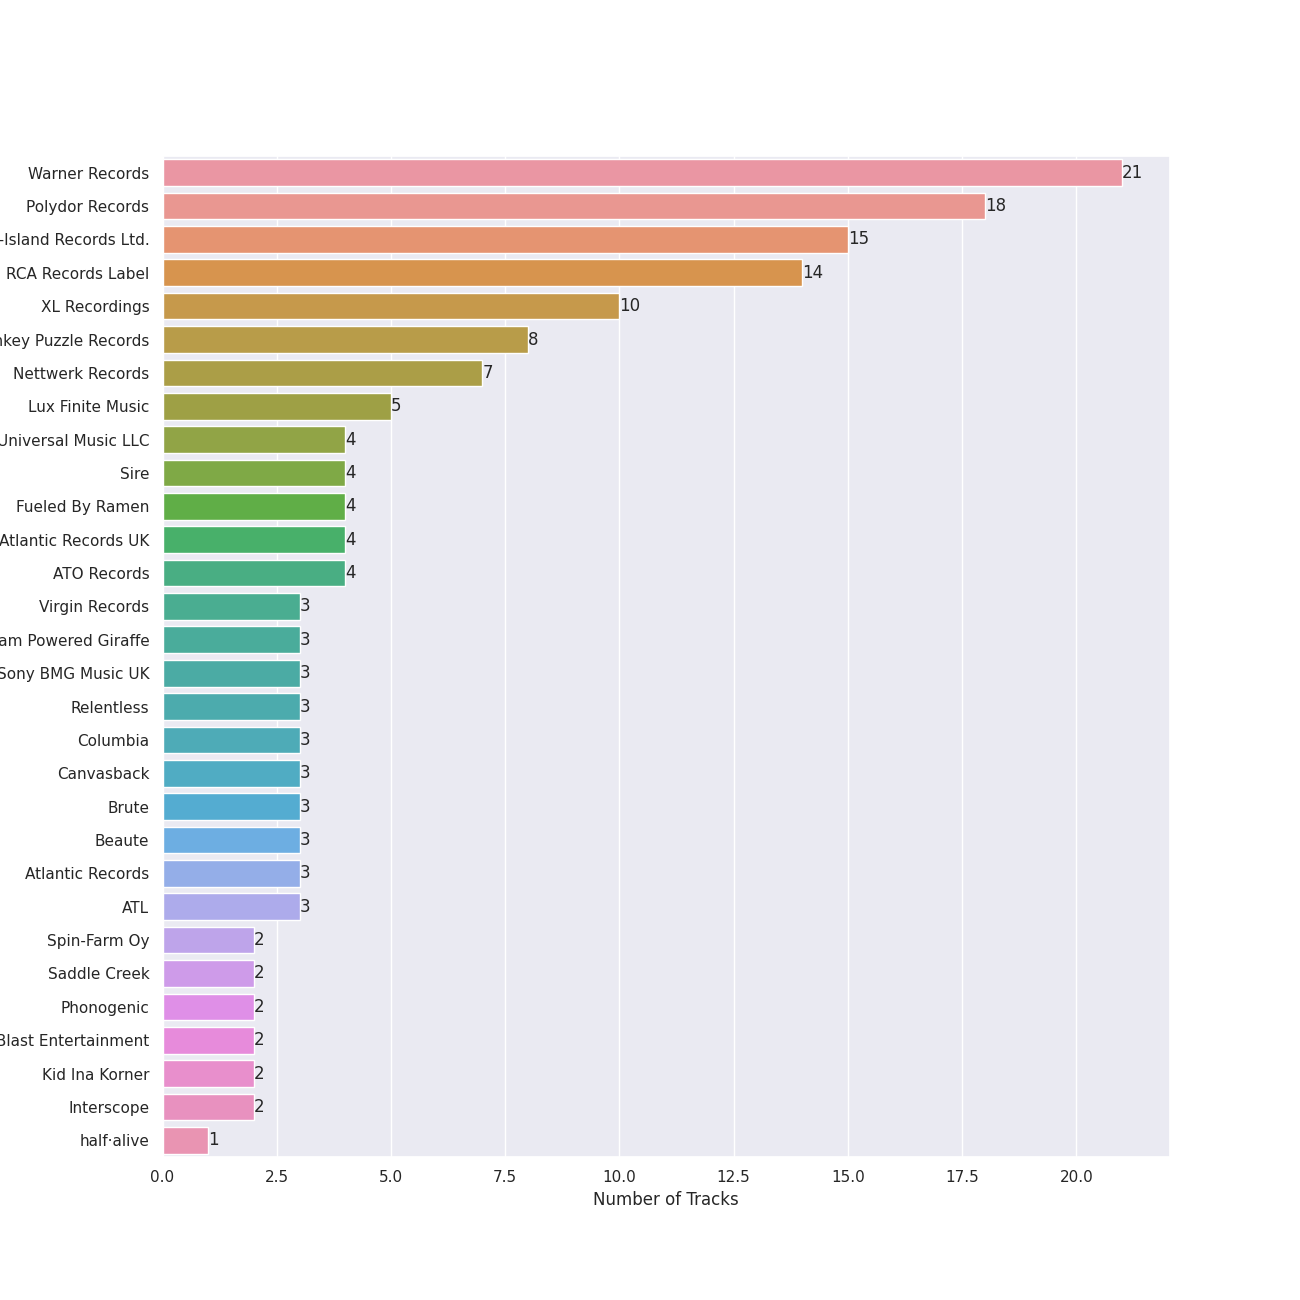 Warner Records 21
Polydor Records 18
-Island Records Ltd. 15
RCA Records Label 14
XL Recordings 10
key Puzzle Records 8
Nettwerk Records 7
Lux Finite Music 5
Universal Music LLC 4
Sire 4
Fueled By Ramen 4
Atlantic Records UK 4
ATO Records 4
Virgin Records 3
am Powered Giraffe 3
Sony BMG Music UK 3
Relentless 3
Columbia 3
Canvasback 3
Brute 3
Beaute 3
Atlantic Records 3
ATL 3
Spin-Farm Oy 2
Saddle Creek 2
Phonogenic 2
Blast Entertainment 2
Kid Ina Korner 2
Interscope 2
half·alive 1
0.0 2.5 5.0 7.5 10.0 12.5 15.0 17.5 20.0
Number of Tracks